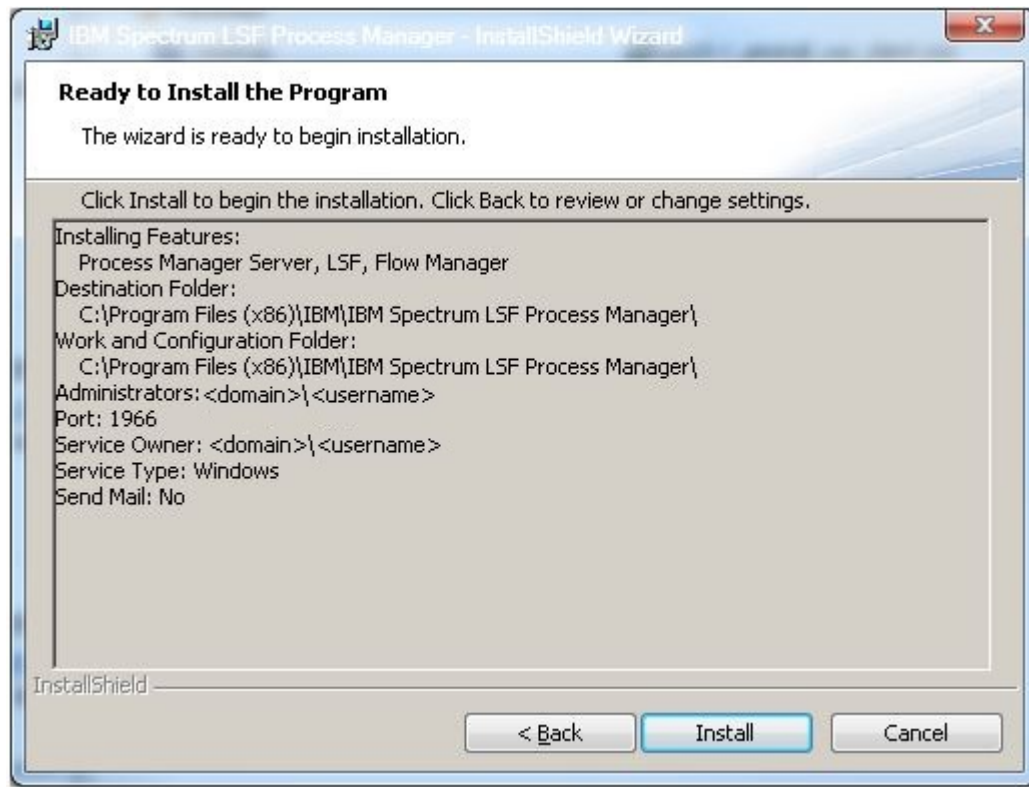 IBM Spectrum LSF Process Manager - InstallShield Wizard
Ready to Install the Program
The wizard is ready to begin installation.
Click Install to begin the installation. Click Back to review or change settings.
Installing Features:
Process Manager Server, LSF, Flow Manager
Destination Folder:
C:\Program Files (x86)\IBM\IBM Spectrum LSF Process Manager\
Work and Configuration Folder:
C:\Program Files (x86)\IBM\IBM Spectrum LSF Process Manager\
Administrators: <domain>\<username>
Port: 1966
Service Owner: <domain>\<username>
Service Type: Windows
Send Mail: No
InstallShield
< Back
Install
Cancel